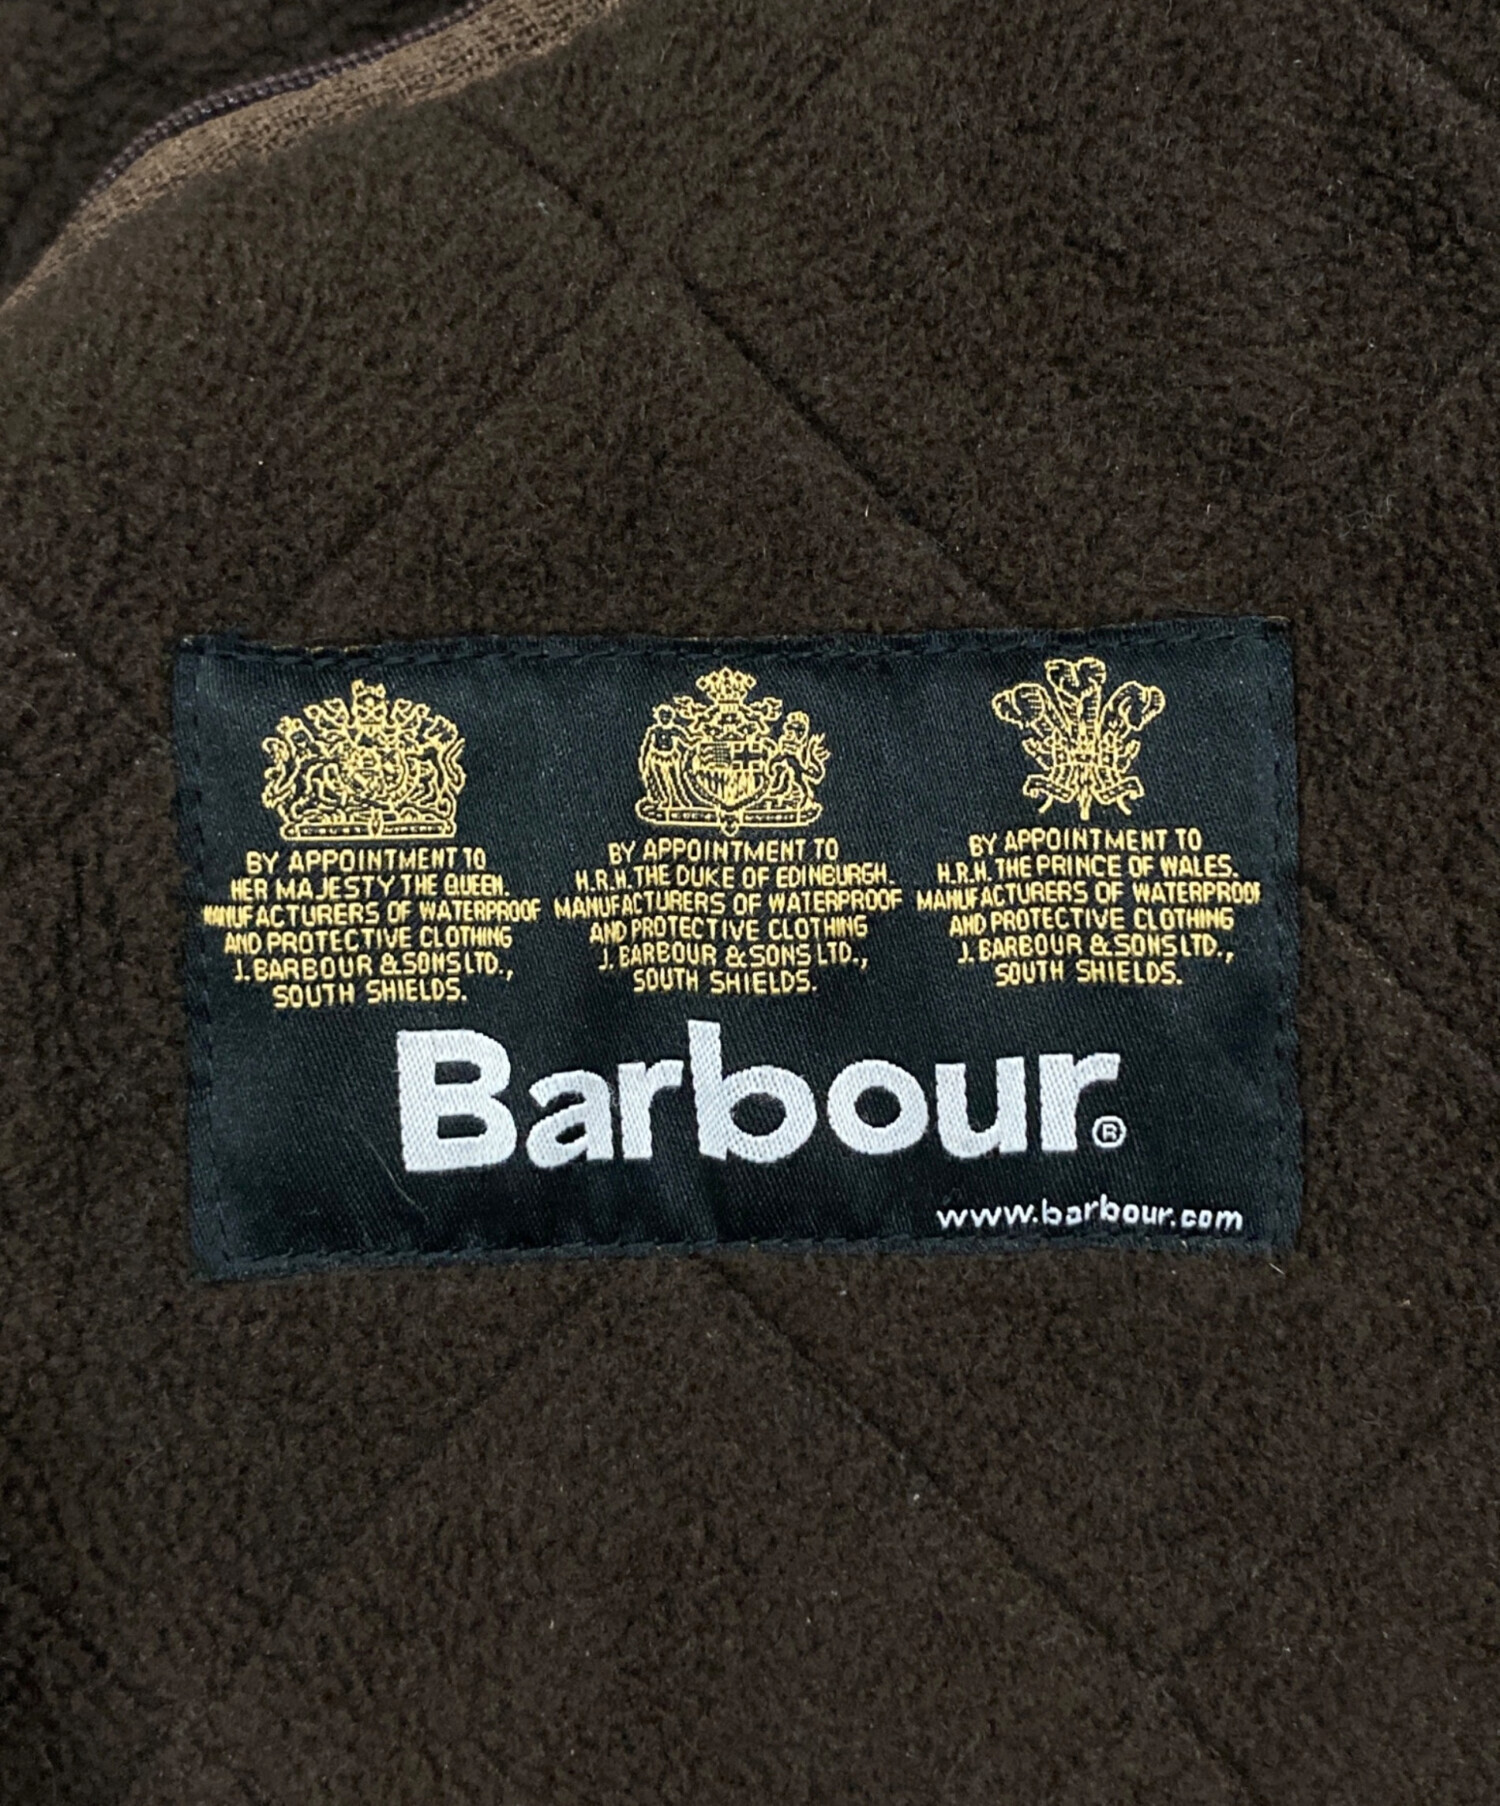 BY APPOINTMENT TO
HER MAJESTY THE QUEEN.
MANUFACTURERS OF WATERPROOF
AND PROTECTIVE CLOTHING
J. BARBOUR & SONS LTD.,
SOUTH SHIELDS.
BY APPOINTMENT TO
H.R.H. THE DUKE OF EDINBURGH.
MANUFACTURERS OF WATERPROOF
AND PROTECTIVE CLOTHING
J. BARBOUR & SONS LTD.,
SOUTH SHIELDS.
BY APPOINTMENT TO
H.R.H. THE PRINCE OF WALES.
MANUFACTURERS OF WATERPROOF
AND PROTECTIVE CLOTHING
J. BARBOUR & SONS LTD.,
SOUTH SHIELDS.
Barbour®
www.barbour.com